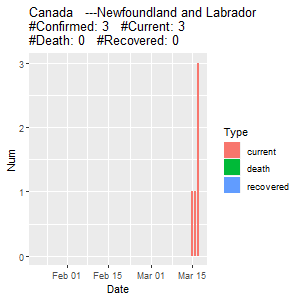 Canada   ---Newfoundland and Labrador
#Confirmed: 3   #Current: 3
#Death: 0   #Recovered: 0
3
2
1
0
Num
Feb 01
Feb 15
Mar 01
Mar 15
Date
Type
current
death
recovered